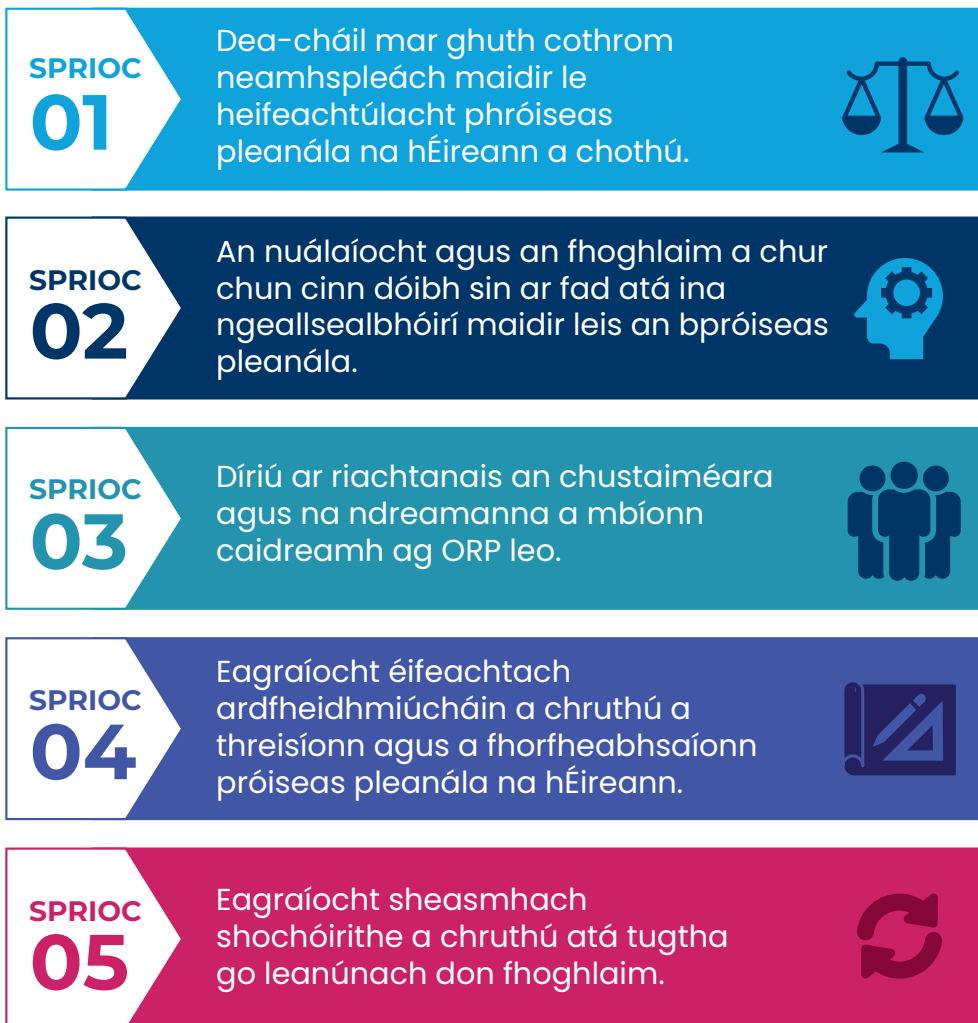 SPRIOC
01
Dea-cháil mar ghuth cothrom
neamhspleách maidir le
heifeachtúlacht phróiseas
pleanála na hÉireann a chothú.
SPRIOC
02
An nuálaíocht agus an fhoghlaim a chur
chun cinn dóibh sin ar fad atá ina
ngeallsealbhóirí maidir leis an bpróiseas
pleanála.
SPRIOC
03
Díriú ar riachtanais an chustaiméara
agus na ndreamanna a mbíonn
caidreamh ag ORP leo.
SPRIOC
04
Eagraíocht éifeachtach
ardfheidhmiúcháin a chruthú a
threisíonn agus a fhorfheabhsaíonn
próiseas pleanála na hÉireann.
SPRIOC
05
Eagraíocht sheasmhach
shochóirithe a chruthú atá tugtha
go leanúnach don fhoghlaim.